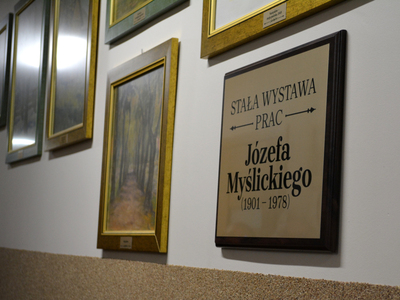 STAŁA WYSTAWA
PRAC
Józefa
Myślickiego
(1901-1978)